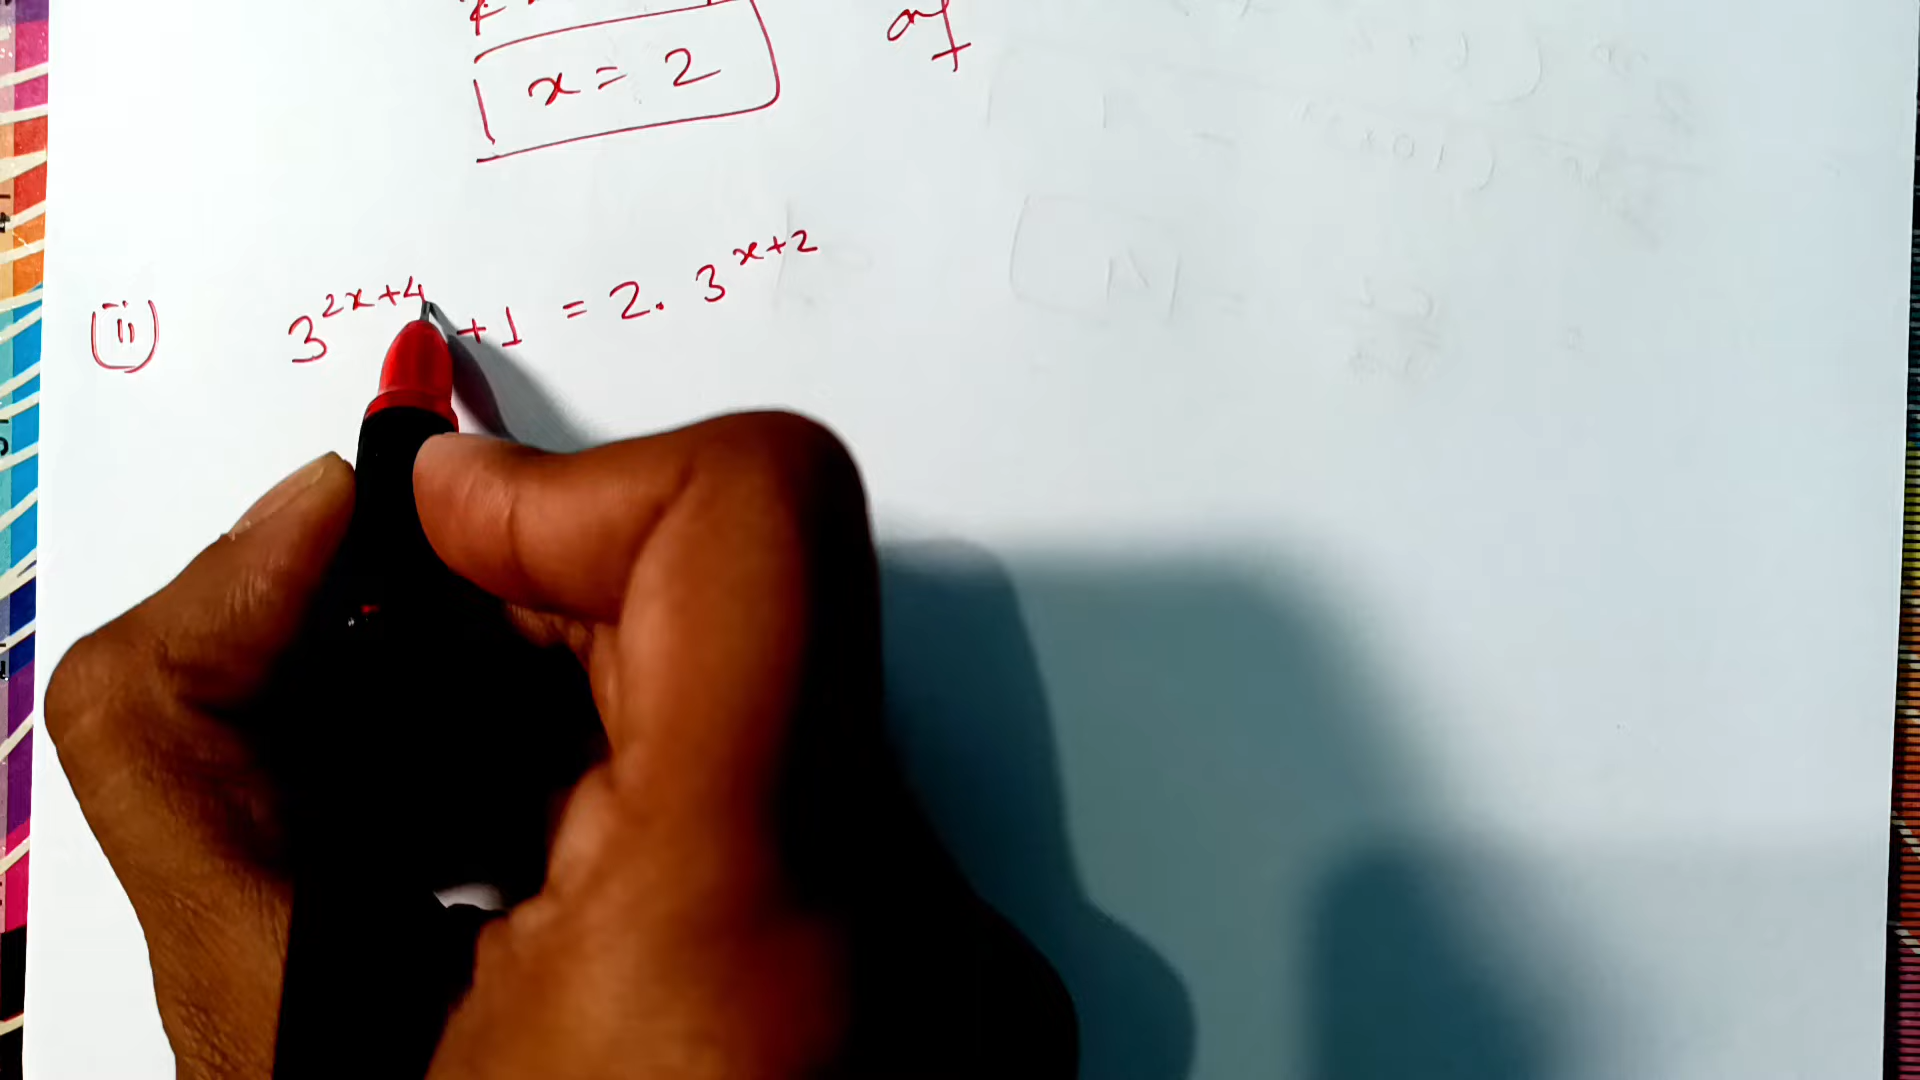 x = 2
(ii) 3^{2x+4} + 1 = 2 · 3^{x+2}